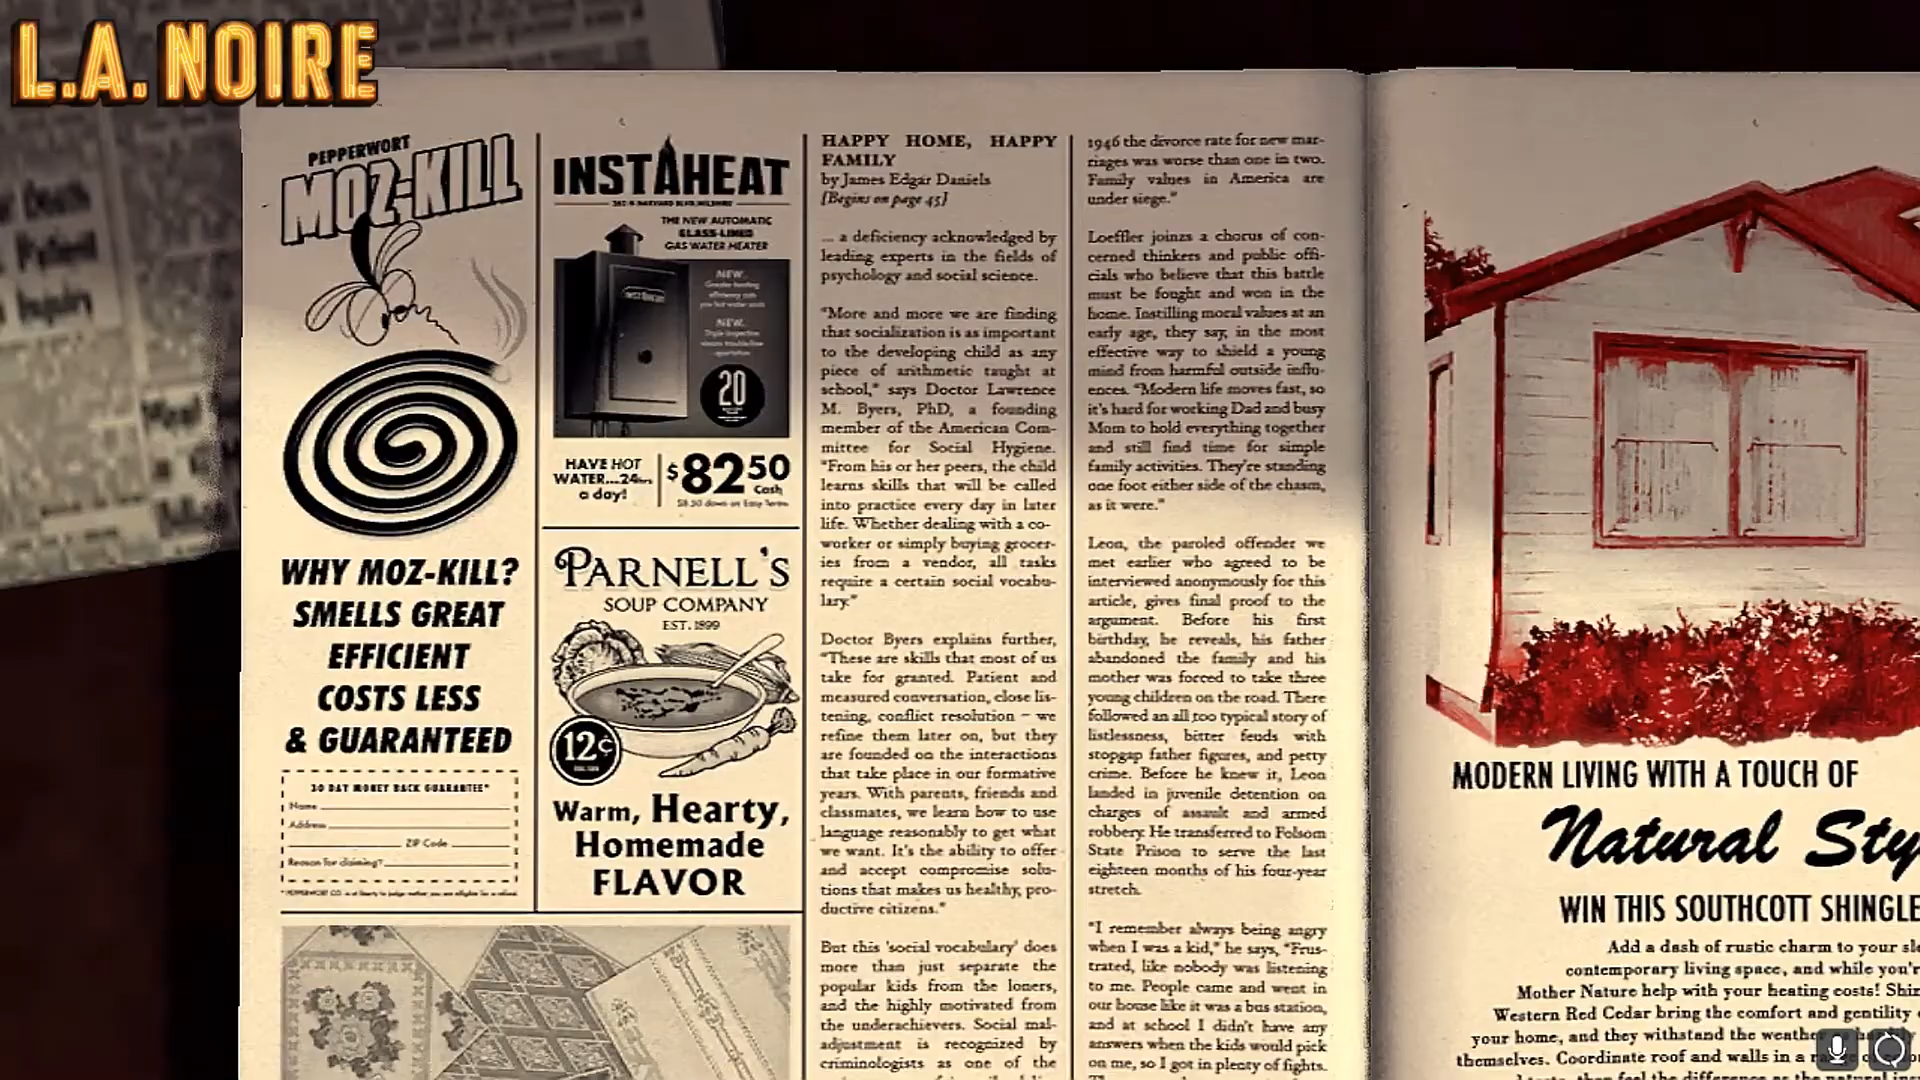 L.A. NOIRE
PEPPERWORT
MOZ-KILL
WHY MOZ-KILL?
SMELLS GREAT
EFFICIENT
COSTS LESS
& GUARANTEED
30 DAY MONEY BACK GUARANTEE*
Name
Address
ZIP Code
Reason for claiming?
INSTAHEAT
THE NEW AUTOMATIC
GLASS-LINED
GAS WATER HEATER
NEW
NEW
20
HAVE HOT
WATER...24hrs
a day!
$82.50
Cash
PARNELL'S
SOUP COMPANY
EST. 1899
12¢
Warm, Hearty,
Homemade
FLAVOR
HAPPY HOME, HAPPY
FAMILY
by James Edgar Daniels
[Begins on page 45]
... a deficiency acknowledged by
leading experts in the fields of
psychology and social science.
"More and more we are finding
that socialization is as important
to the developing child as any
piece of arithmetic taught at
school," says Doctor Lawrence
M. Byers, PhD, a founding
member of the American Com-
mittee for Social Hygiene.
"From his or her peers, the child
learns skills that will be called
into practice every day in later
life. Whether dealing with a co-
worker or simply buying grocer-
ies from a vendor, all tasks
require a certain social vocabu-
lary."
Doctor Byers explains further,
"These are skills that most of us
take for granted. Patient and
measured conversation, close lis-
tening, conflict resolution – we
refine them later on, but they
are founded on the interactions
that take place in our formative
years. With parents, friends and
classmates, we learn how to use
language reasonably to get what
we want. It's the ability to offer
and accept compromise solu-
tions that makes us healthy, pro-
ductive citizens."
But this 'social vocabulary' does
more than just separate the
popular kids from the loners,
and the highly motivated from
the underachievers. Social mal-
adjustment is recognized by
criminologists as one of the
1946 the divorce rate for new mar-
riages was worse than one in two.
Family values in America are
under siege."
Loeffler joinzs a chorus of con-
cerned thinkers and public offi-
cials who believe that this battle
must be fought and won in the
home. Instilling moral values at an
early age, they say, in the most
effective way to shield a young
mind from harmful outside influ-
ences. "Modern life moves fast, so
it's hard for working Dad and busy
Mom to hold everything together
and still find time for simple
family activities. They're standing
one foot either side of the chasm,
as it were."
Leon, the paroled offender we
met earlier who agreed to be
interviewed anonymously for this
article, gives final proof to the
argument. Before his first
birthday, he reveals, his father
abandoned the family and his
mother was forced to take three
young children on the road. There
followed an all too typical story of
listlessness, bitter feuds with
stopgap father figures, and petty
crime. Before he knew it, Leon
landed in juvenile detention on
charges of assault and armed
robbery. He transferred to Folsom
State Prison to serve the last
eighteen months of his four-year
stretch.
"I remember always being angry
when I was a kid," he says, "Frus-
trated, like nobody was listening
to me. People came and went in
our house like it was a bus station,
and at school I didn't have any
answers when the kids would pick
on me, so I got in plenty of fights.
MODERN LIVING WITH A TOUCH OF
Natural Sty
WIN THIS SOUTHCOTT SHINGLE
Add a dash of rustic charm to your sle
contemporary living space, and while you'r
Mother Nature help with your heating costs! Shin
Western Red Cedar bring the comfort and gentility
your home, and they withstand the weather
themselves. Coordinate roof and walls in a